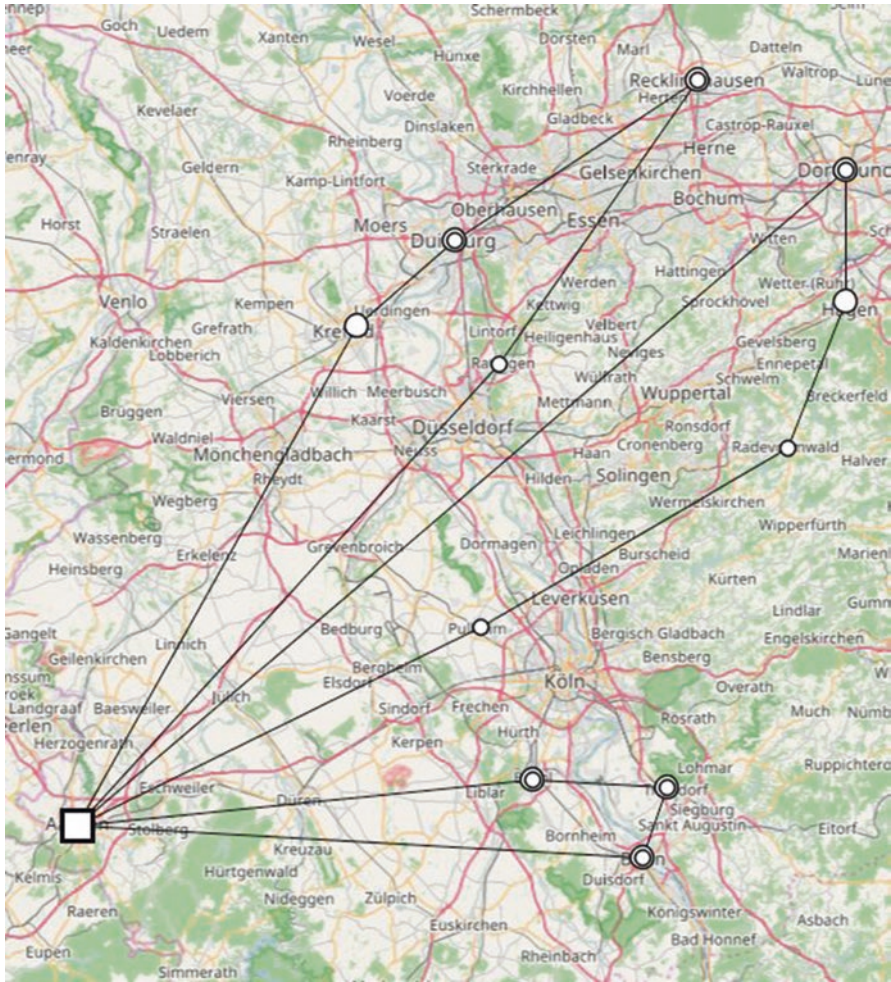 Goch
Uedem
Xanten
Wesel
Schermbeck
Dorsten
Marl
Datteln
Hünxe
Waltrop
Kirchhellen
Recklinghausen
Herten
Kevelaer
Voerde
Dinslaken
Gladbeck
Castrop-Rauxel
Rheinberg
Herne
Geldern
Kamp-Lintfort
Sterkrade
Gelsenkirchen
Bochum
Horst
Straelen
Moers
Oberhausen
Essen
Witten
Hattingen
Werden
Wetter (Ruhr)
Venlo
Kempen
Kettwig
Sprockhövel
Grefrath
Lintorf
Heiligenhaus
Velbert
Kaldenkirchen
Lobberich
Neviges
Gevelsberg
Ennepetal
Schwelm
Willich
Meerbusch
Wülfrath
Viersen
Mettmann
Wuppertal
Breckerfeld
Brüggen
Kaarst
Düsseldorf
Ronsdorf
Waldniel
Mönchengladbach
Neuss
Haan
Cronenberg
Halver
Rheydt
Hilden
Solingen
Wegberg
Wermelskirchen
Wipperfürth
Wassenberg
Erkelenz
Grevenbroich
Dormagen
Leichlingen
Burscheid
Heinsberg
Opladen
Kürten
Leverkusen
Lindlar
Linnich
Bedburg
Bergisch Gladbach
Engelskirchen
Geilenkirchen
Bergheim
Bensberg
Elsdorf
Köln
Overath
Landgraaf
Baesweiler
Jülich
Sindorf
Frechen
Rösrath
Much
Herzogenrath
Kerpen
Hürth
Lohmar
Ruppichtero
Eschweiler
Düren
Liblar
Siegburg
Sankt Augustin
Stolberg
Bornheim
Eitorf
Kreuzau
Kelmis
Hürtgenwald
Duisdorf
Nideggen
Zülpich
Raeren
Königswinter
Asbach
Euskirchen
Eupen
Bad Honnef
Rheinbach
Simmerath